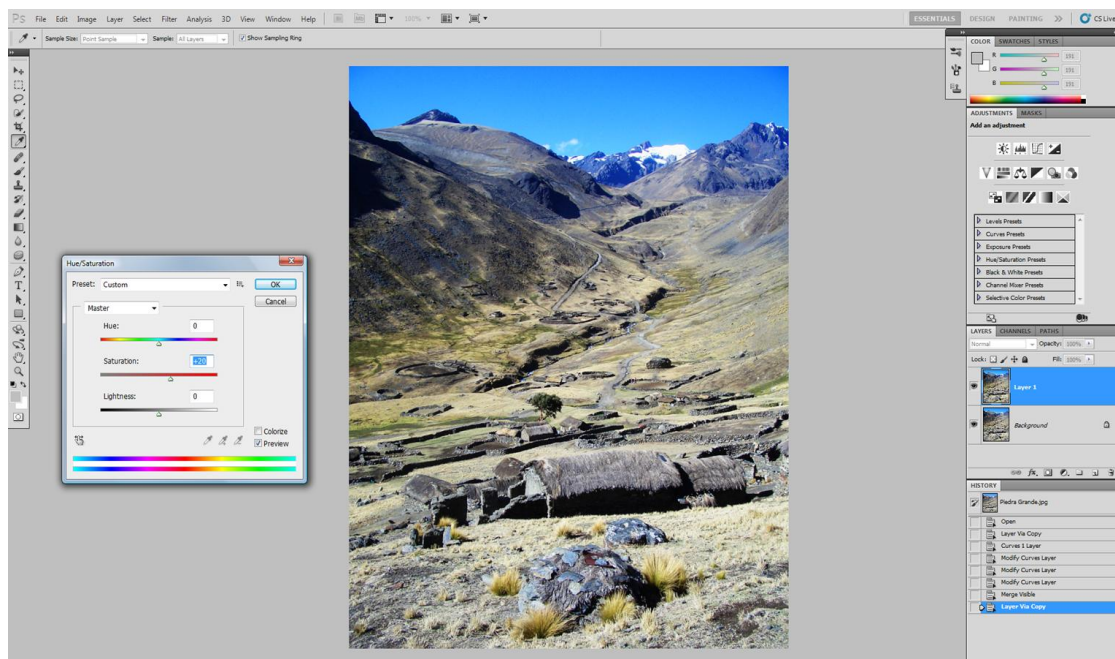 Ps File Edit Image Layer Select Filter Analysis 3D View Window Help 100% ESSENTIALS DESIGN PAINTING >> CS Live
Sample Size: Point Sample Sample: All Layers Show Sampling Ring
COLOR SWATCHES STYLES
R 191
G 191
B 191
ADJUSTMENTS MASKS
Add an adjustment
Levels Presets
Curves Presets
Exposure Presets
Hue/Saturation Presets
Black & White Presets
Channel Mixer Presets
Selective Color Presets
Hue/Saturation
Preset: Custom OK
Cancel
Master
Hue: 0
Saturation: +20
Lightness: 0
Colorize
Preview
LAYERS CHANNELS PATHS
Normal Opacity: 100%
Lock: Fill: 100%
Layer 1
Background
HISTORY
Piedra Grande.jpg
Open
Layer Via Copy
Curves 1 Layer
Modify Curves Layer
Modify Curves Layer
Modify Curves Layer
Merge Visible
Layer Via Copy